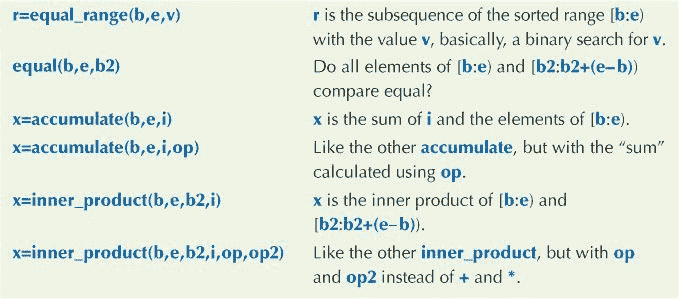 r=equal_range(b,e,v) r is the subsequence of the sorted range [b:e)
with the value v, basically, a binary search for v.
equal(b,e,b2) Do all elements of [b:e) and [b2:b2+(e–b))
compare equal?
x=accumulate(b,e,i) x is the sum of i and the elements of [b:e).
x=accumulate(b,e,i,op) Like the other accumulate, but with the “sum”
calculated using op.
x=inner_product(b,e,b2,i) x is the inner product of [b:e) and
[b2:b2+(e–b)).
x=inner_product(b,e,b2,i,op,op2) Like the other inner_product, but with op
and op2 instead of + and *.